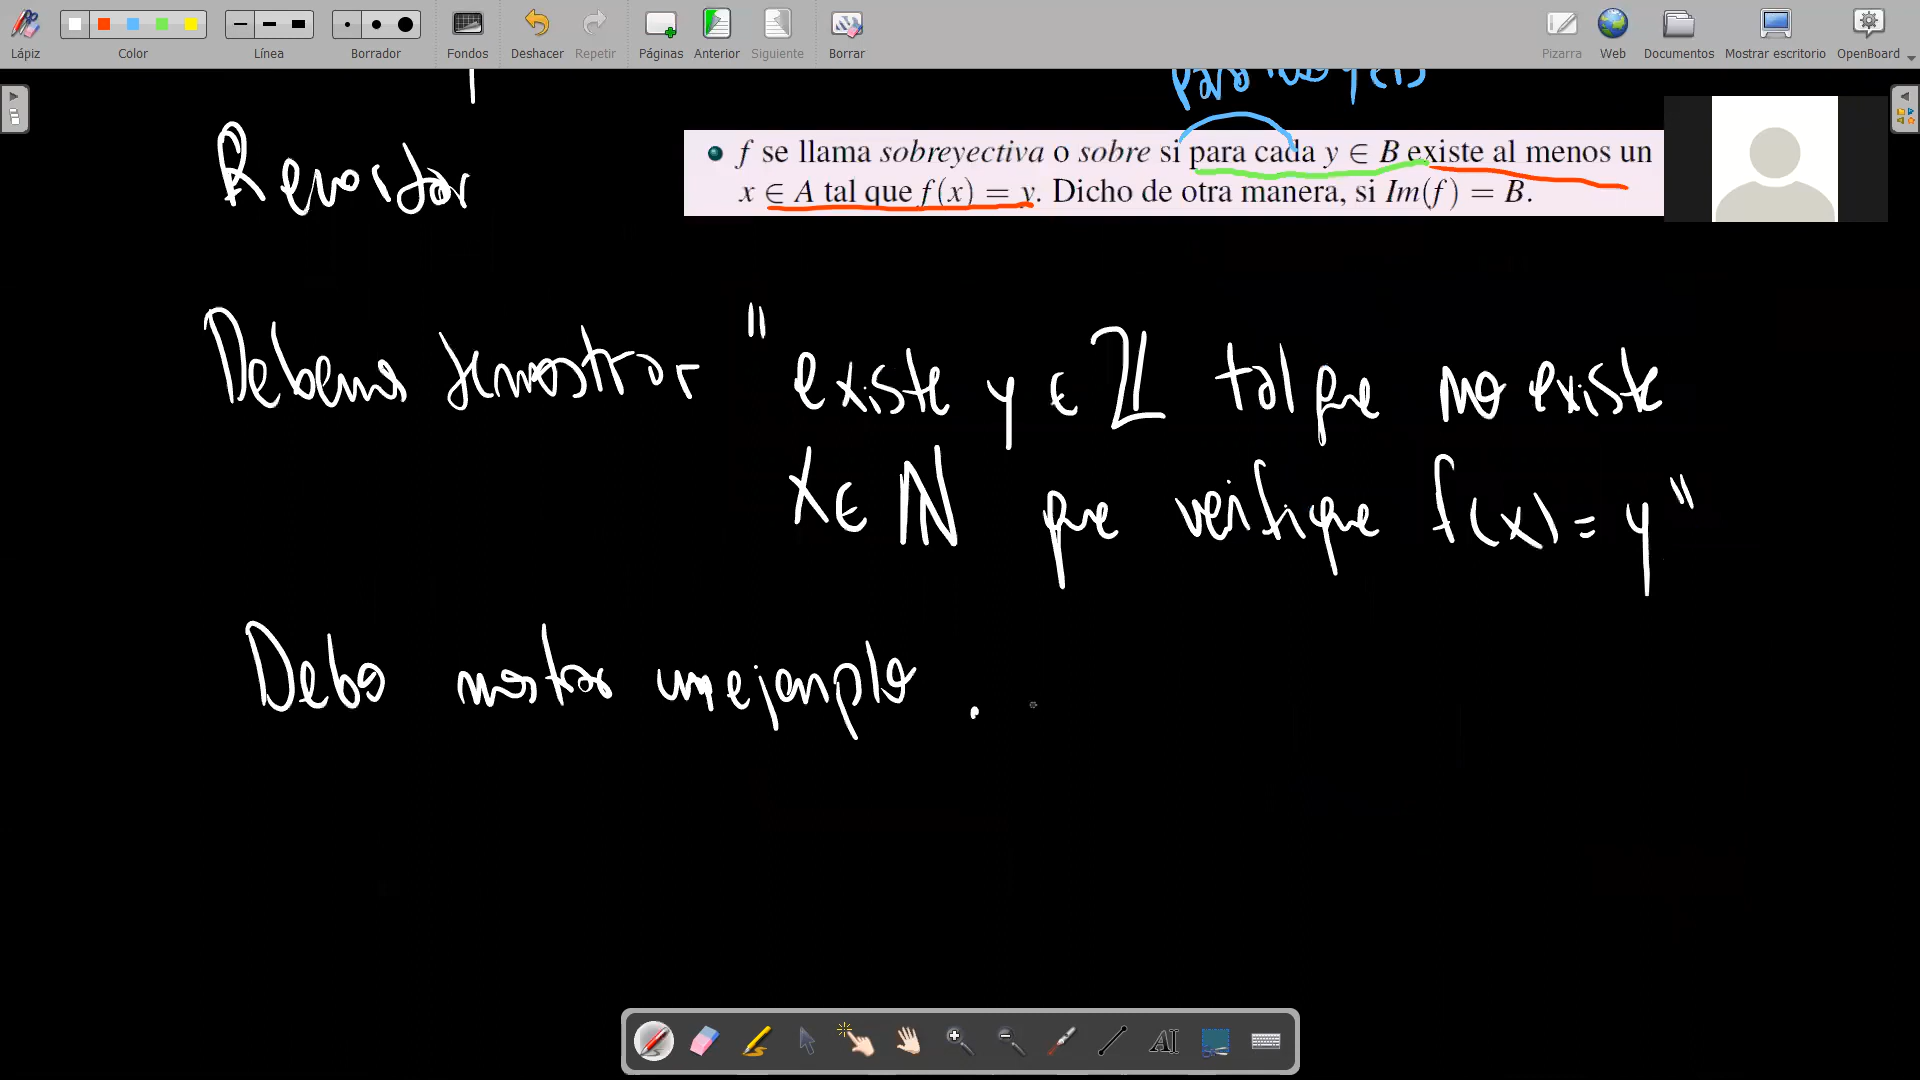 Lápiz Color Línea Borrador Fondos Deshacer Repetir Páginas Anterior Siguiente Borrar Pizarra Web Documentos Mostrar escritorio OpenBoard
Recordar
f se llama sobreyectiva o sobre si para cada y ∈ B existe al menos un
x ∈ A tal que f(x) = y. Dicho de otra manera, si Im(f) = B.
Debemos demostrar "existe y ∈ ℤ tal que no existe
x ∈ ℕ que verifique f(x) = y"
Debo mostrar un ejemplo.